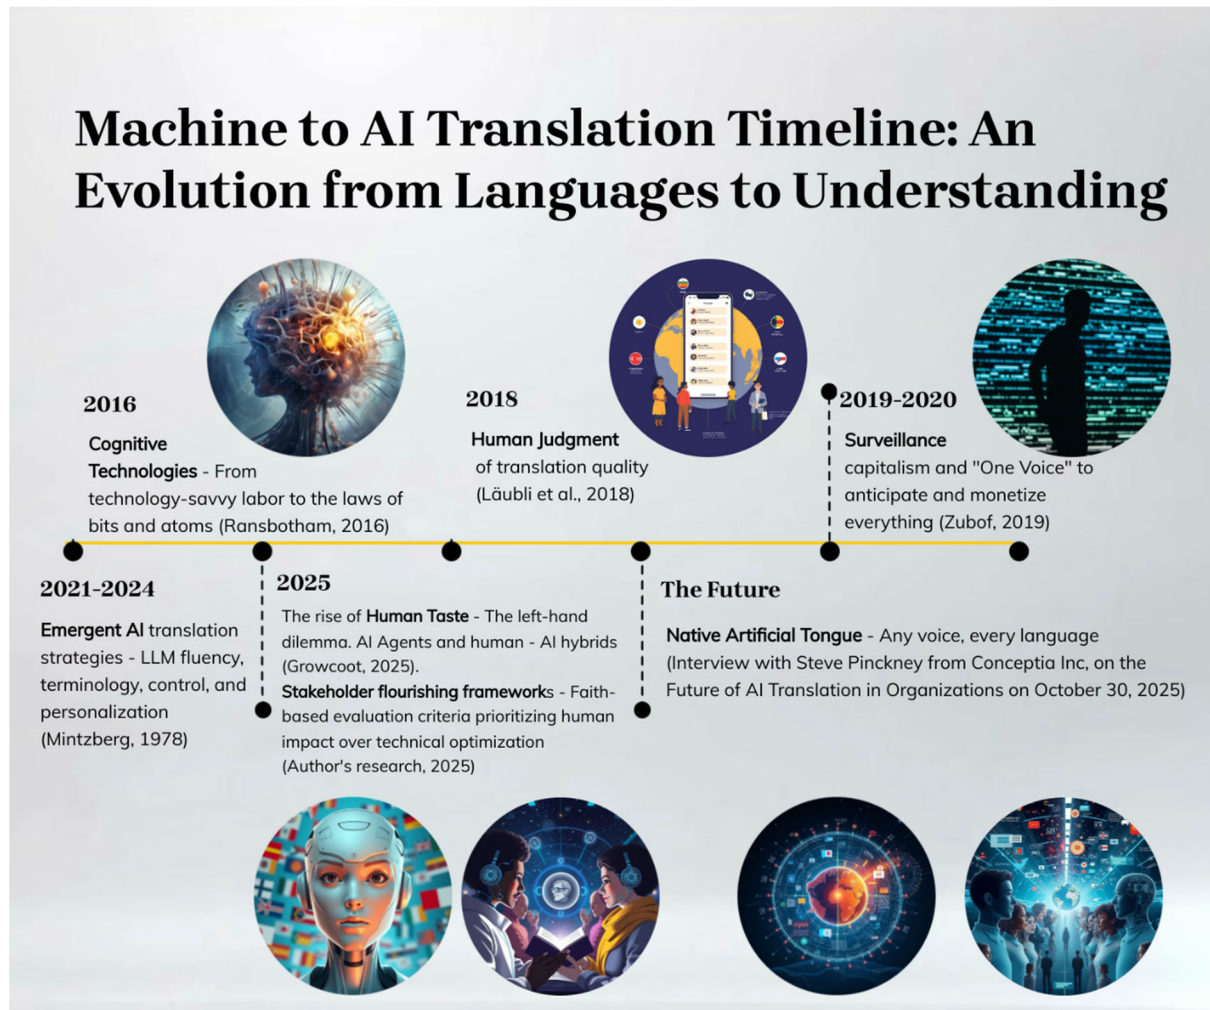 Machine to AI Translation Timeline: An
Evolution from Languages to Understanding
2016
Cognitive
Technologies - From
technology-savvy labor to the laws of
bits and atoms (Ransbotham, 2016)
2018
Human Judgment
of translation quality
(Läubli et al., 2018)
2019-2020
Surveillance
capitalism and "One Voice" to
anticipate and monetize
everything (Zubof, 2019)
2021-2024
Emergent AI translation
strategies - LLM fluency,
terminology, control, and
personalization
(Mintzberg, 1978)
2025
The rise of Human Taste - The left-hand
dilemma. AI Agents and human - AI hybrids
(Growcoot, 2025).
Stakeholder flourishing frameworks - Faith-
based evaluation criteria prioritizing human
impact over technical optimization
(Author's research, 2025)
The Future
Native Artificial Tongue - Any voice, every language
(Interview with Steve Pinckney from Conceptia Inc, on the
Future of AI Translation in Organizations on October 30, 2025)